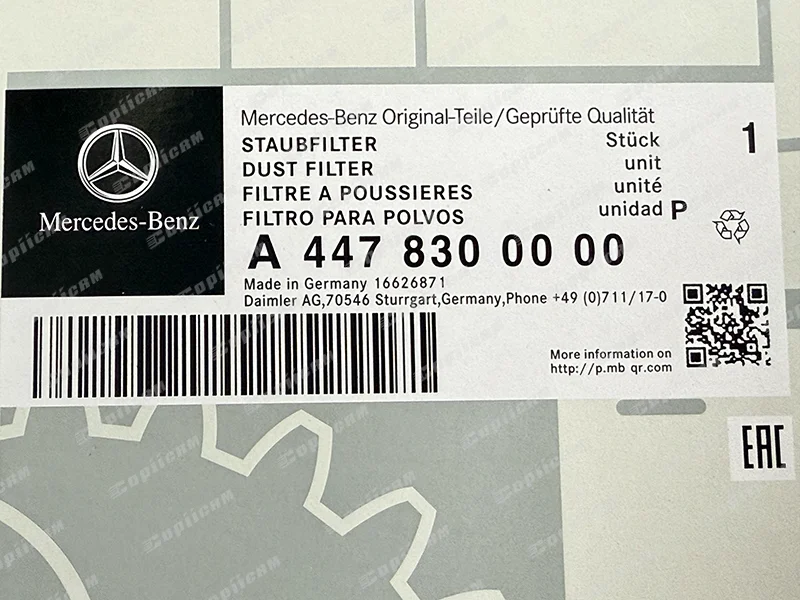 Mercedes-Benz
Mercedes-Benz Original-Teile/Geprüfte Qualität
STAUBFILTER Stück 1
DUST FILTER unit
FILTRE A POUSSIERES unité
FILTRO PARA POLVOS unidad P
A 447 830 00 00
Made in Germany 16626871
Daimler AG,70546 Sturrgart,Germany,Phone +49 (0)711/17-0
More information on
http://p.mb qr.com
EAC
Copiicam